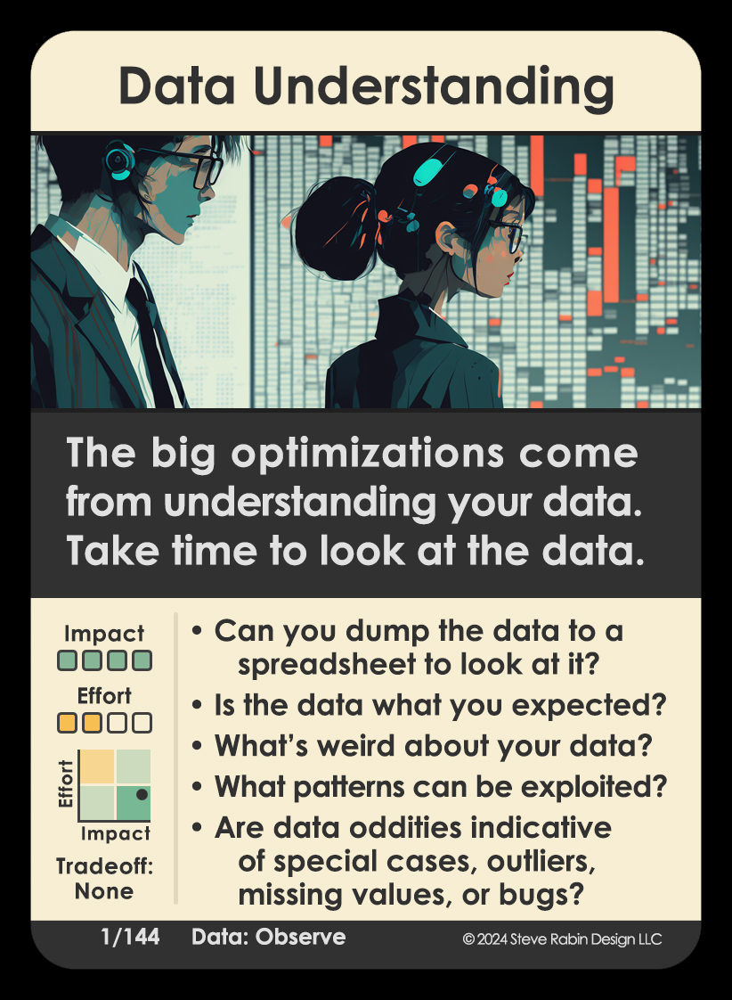 Data Understanding
The big optimizations come
from understanding your data.
Take time to look at the data.
Impact
Effort
Effort
Impact
Tradeoff:
None
• Can you dump the data to a
spreadsheet to look at it?
• Is the data what you expected?
• What’s weird about your data?
• What patterns can be exploited?
• Are data oddities indicative
of special cases, outliers,
missing values, or bugs?
1/144 Data: Observe © 2024 Steve Rabin Design LLC